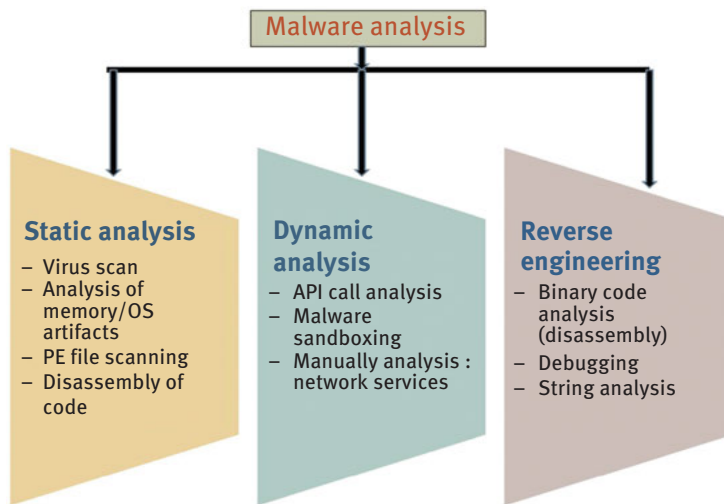 Malware analysis
Static analysis
– Virus scan
– Analysis of
memory/OS
artifacts
– PE file scanning
– Disassembly of
code
Dynamic
analysis
– API call analysis
– Malware
sandboxing
– Manually analysis :
network services
Reverse
engineering
– Binary code
analysis
(disassembly)
– Debugging
– String analysis